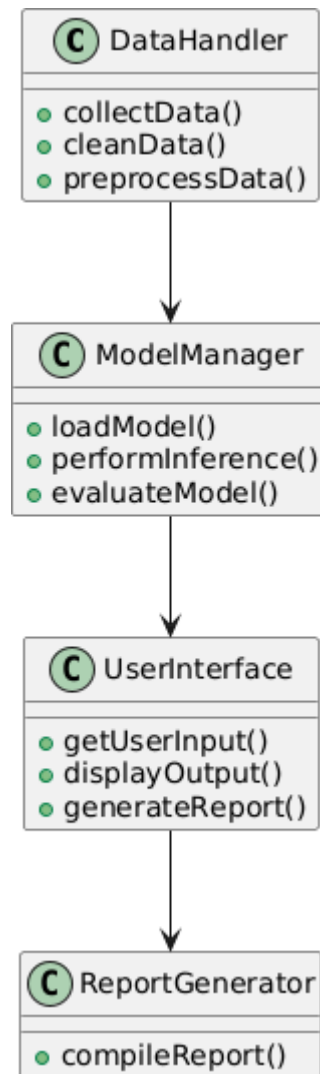 C DataHandler
collectData()
cleanData()
preprocessData()
C ModelManager
loadModel()
performInference()
evaluateModel()
C UserInterface
getUserInput()
displayOutput()
generateReport()
C ReportGenerator
compileReport()